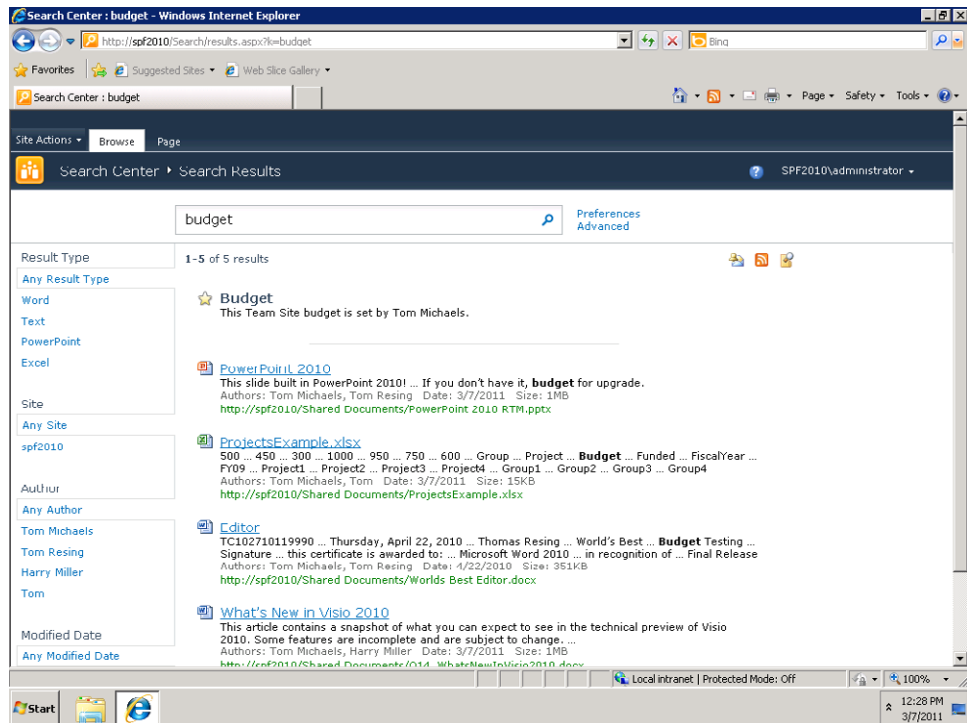 Search Center : budget - Windows Internet Explorer
http://spf2010/Search/results.aspx?k=budget
Bing
Favorites
Suggested Sites
Web Slice Gallery
Search Center : budget
Page
Safety
Tools
Site Actions
Browse
Page
Search Center
Search Results
SPF2010\administrator
budget
Preferences
Advanced
Result Type
Any Result Type
Word
Text
PowerPoint
Excel
Site
Any Site
spf2010
Author
Any Author
Tom Michaels
Tom Resing
Harry Miller
Tom
Modified Date
Any Modified Date
1-5 of 5 results
Budget
This Team Site budget is set by Tom Michaels.
PowerPoint 2010
This slide built in PowerPoint 2010! ... If you don't have it, budget for upgrade.
Authors: Tom Michaels, Tom Resing Date: 3/7/2011 Size: 1MB
http://spf2010/Shared Documents/PowerPoint 2010 RTM.pptx
ProjectsExample.xlsx
500 ... 450 ... 300 ... 1000 ... 950 ... 750 ... 600 ... Group ... Project ... Budget ... Funded ... FiscalYear ...
FY09 ... Project1 ... Project2 ... Project3 ... Project4 ... Group1 ... Group2 ... Group3 ... Group4
Authors: Tom Michaels, Tom Date: 3/7/2011 Size: 15KB
http://spf2010/Shared Documents/ProjectsExample.xlsx
Editor
TC102710119990 ... Thursday, April 22, 2010 ... Thomas Resing ... World's Best ... Budget Testing ...
Signature ... this certificate is awarded to: ... Microsoft Word 2010 ... in recognition of ... Final Release
Authors: Tom Michaels, Tom Resing Date: 4/22/2010 Size: 351KB
http://spf2010/Shared Documents/Worlds Best Editor.docx
What's New in Visio 2010
This article contains a snapshot of what you can expect to see in the technical preview of Visio
2010. Some features are incomplete and are subject to change. ...
Authors: Tom Michaels, Harry Miller Date: 3/7/2011 Size: 1MB
http://spf2010/Shared Documents/O14_WhatsNewInVisio2010.docx
Local intranet | Protected Mode: Off
100%
Start
12:28 PM
3/7/2011